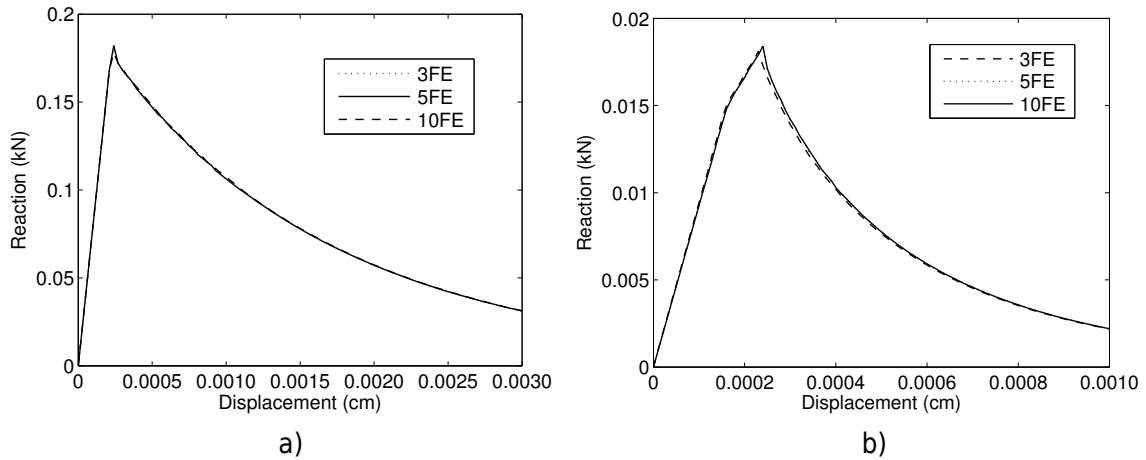 0.2
0.15
0.1
0.05
0
Reaction (kN)
3FE
5FE
10FE
0 0.0005 0.0010 0.0015 0.0020 0.0025 0.0030
Displacement (cm)
a)
0.02
0.015
0.01
0.005
0
Reaction (kN)
3FE
5FE
10FE
0 0.0002 0.0004 0.0006 0.0008 0.0010
Displacement (cm)
b)